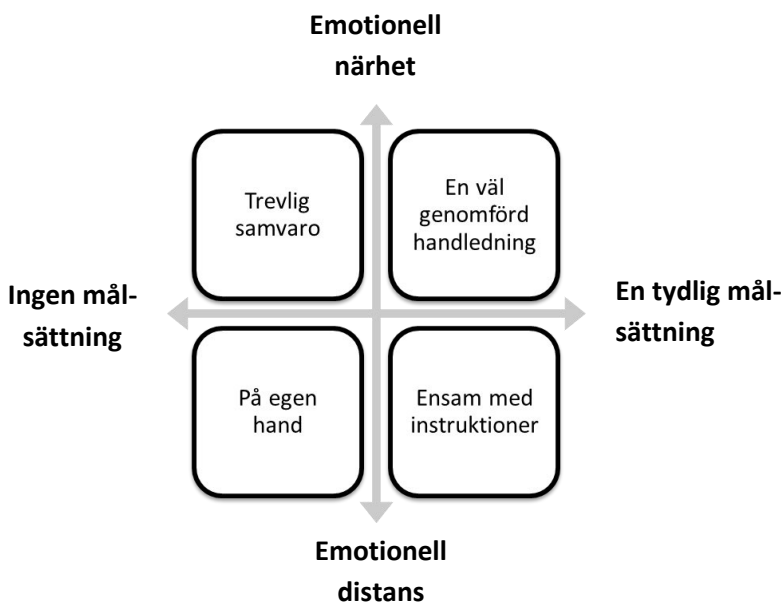 Emotionell
närhet
Trevlig
samvaro
En väl
genomförd
handledning
Ingen mål-
sättning
En tydlig mål-
sättning
På egen
hand
Ensam med
instruktioner
Emotionell
distans